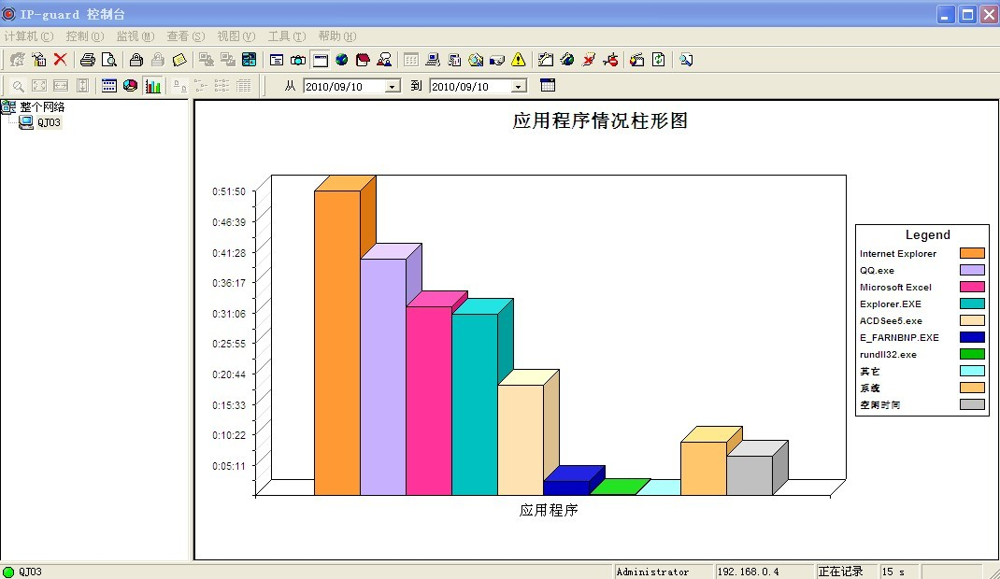 IP-guard 控制台
计算机(C) 控制(O) 监视(M) 查看(S) 视图(V) 工具(T) 帮助(H)
从 2010/09/10 到 2010/09/10
整个网络
QJ03
应用程序情况柱形图
0:51:50
0:46:39
0:41:28
0:36:17
0:31:06
0:25:55
0:20:44
0:15:33
0:10:22
0:05:11
应用程序
Legend
Internet Explorer
QQ.exe
Microsoft Excel
Explorer.EXE
ACDSee5.exe
E_FARNBNP.EXE
rundll32.exe
其它
系统
空闲时间
QJ03 Administrator 192.168.0.4 正在记录 15 s